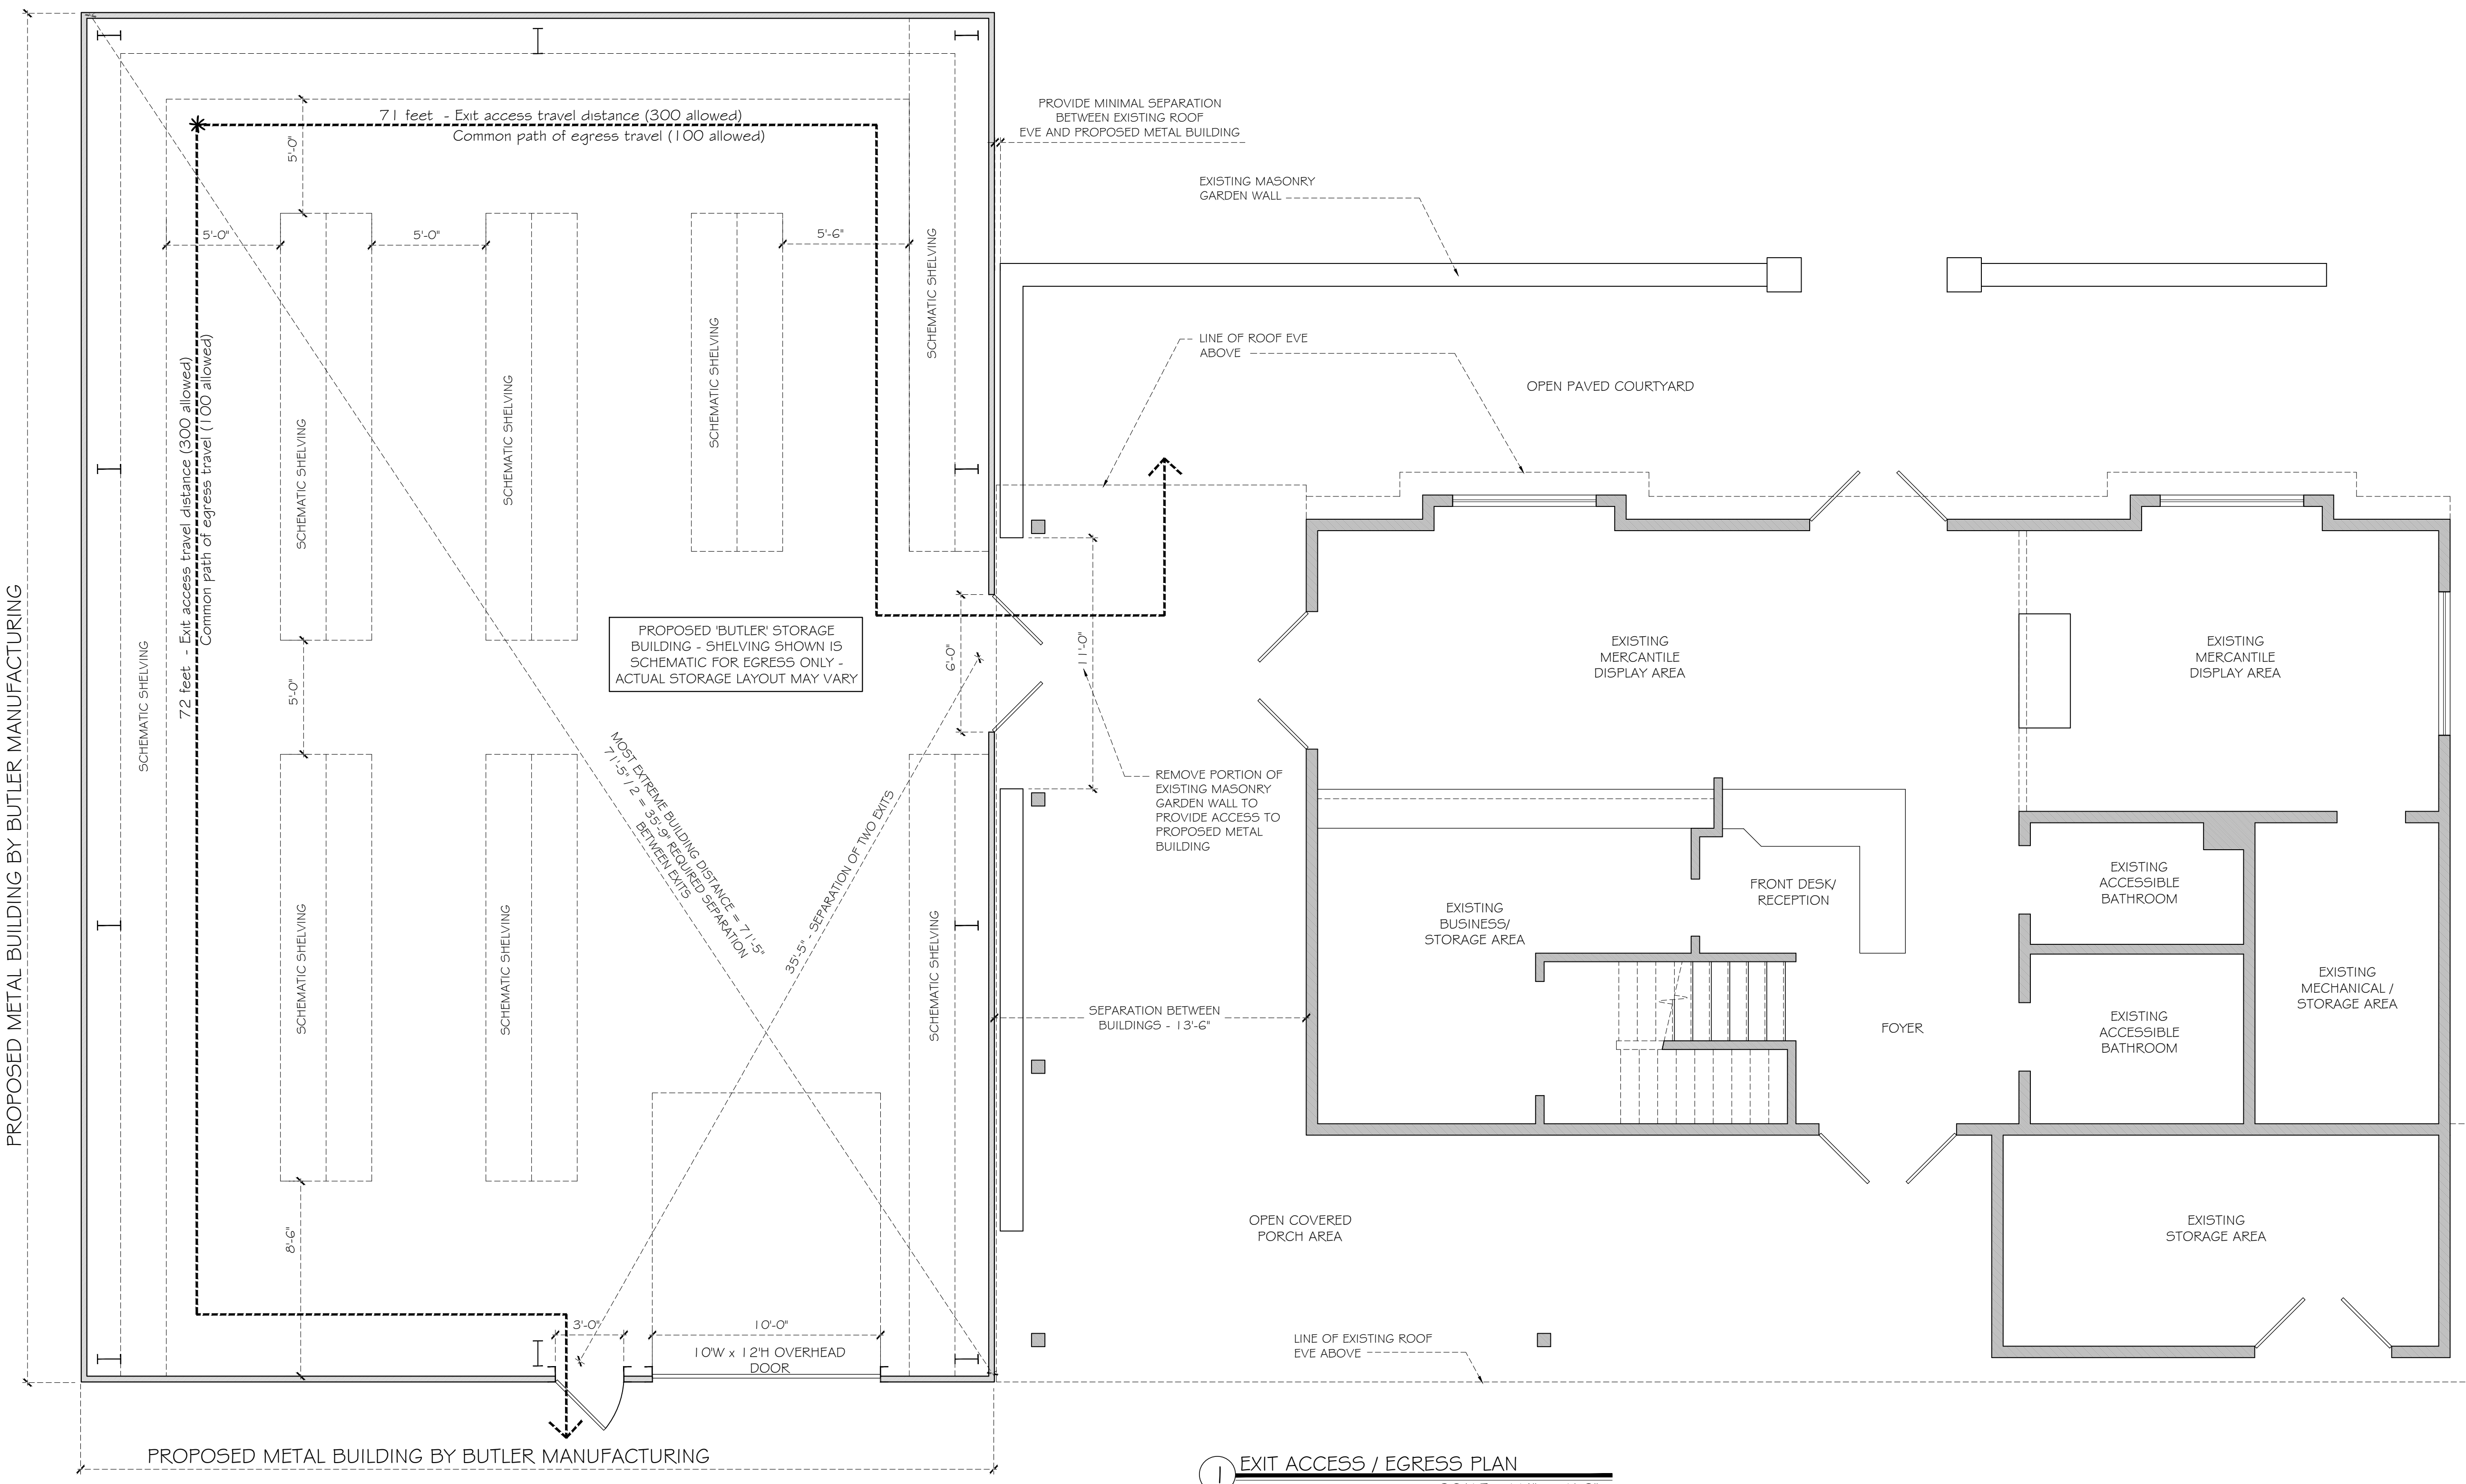 71 feet - Exit access travel distance (300 allowed)
Common path of egress travel (100 allowed)
PROVIDE MINIMAL SEPARATION
BETWEEN EXISTING ROOF
EVE AND PROPOSED METAL BUILDING
5'-0"
EXISTING MASONRY
GARDEN WALL
5'-0"
5'-0"
5'-6"
SCHEMATIC SHELVING
SCHEMATIC SHELVING
SCHEMATIC SHELVING
SCHEMATIC SHELVING
LINE OF ROOF EVE
ABOVE
OPEN PAVED COURTYARD
72 feet - Exit access travel distance (300 allowed)
Common path of egress travel (100 allowed)
PROPOSED METAL BUILDING BY BUTLER MANUFACTURING
SCHEMATIC SHELVING
5'-0"
PROPOSED 'BUTLER' STORAGE
BUILDING - SHELVING SHOWN IS
SCHEMATIC FOR EGRESS ONLY -
ACTUAL STORAGE LAYOUT MAY VARY
6'-0"
11'-0"
EXISTING
MERCANTILE
DISPLAY AREA
EXISTING
MERCANTILE
DISPLAY AREA
MOST EXTREME BUILDING DISTANCE = 71'-5"
71'-5" / 2 = 35'-9" REQUIRED SEPARATION
BETWEEN EXITS
35'-5" - SEPARATION OF TWO EXITS
REMOVE PORTION OF
EXISTING MASONRY
GARDEN WALL TO
PROVIDE ACCESS TO
PROPOSED METAL
BUILDING
SCHEMATIC SHELVING
SCHEMATIC SHELVING
SCHEMATIC SHELVING
EXISTING
BUSINESS/
STORAGE AREA
FRONT DESK/
RECEPTION
EXISTING
ACCESSIBLE
BATHROOM
EXISTING
MECHANICAL /
STORAGE AREA
SEPARATION BETWEEN
BUILDINGS - 13'-6"
FOYER
EXISTING
ACCESSIBLE
BATHROOM
8'-6"
OPEN COVERED
PORCH AREA
EXISTING
STORAGE AREA
3'-0"
10'-0"
10'W x 12'H OVERHEAD
DOOR
LINE OF EXISTING ROOF
EVE ABOVE
PROPOSED METAL BUILDING BY BUTLER MANUFACTURING
1
EXIT ACCESS / EGRESS PLAN